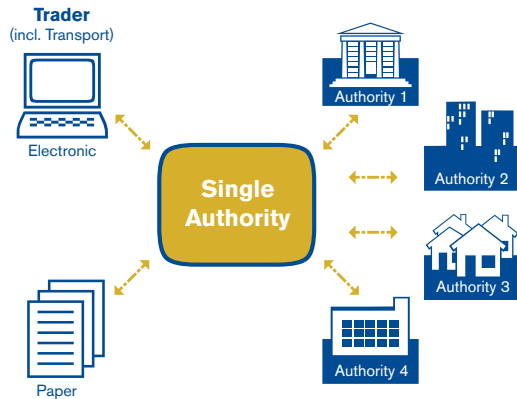 Trader
(incl. Transport)
Electronic
Paper
Single
Authority
Authority 1
Authority 2
Authority 3
Authority 4